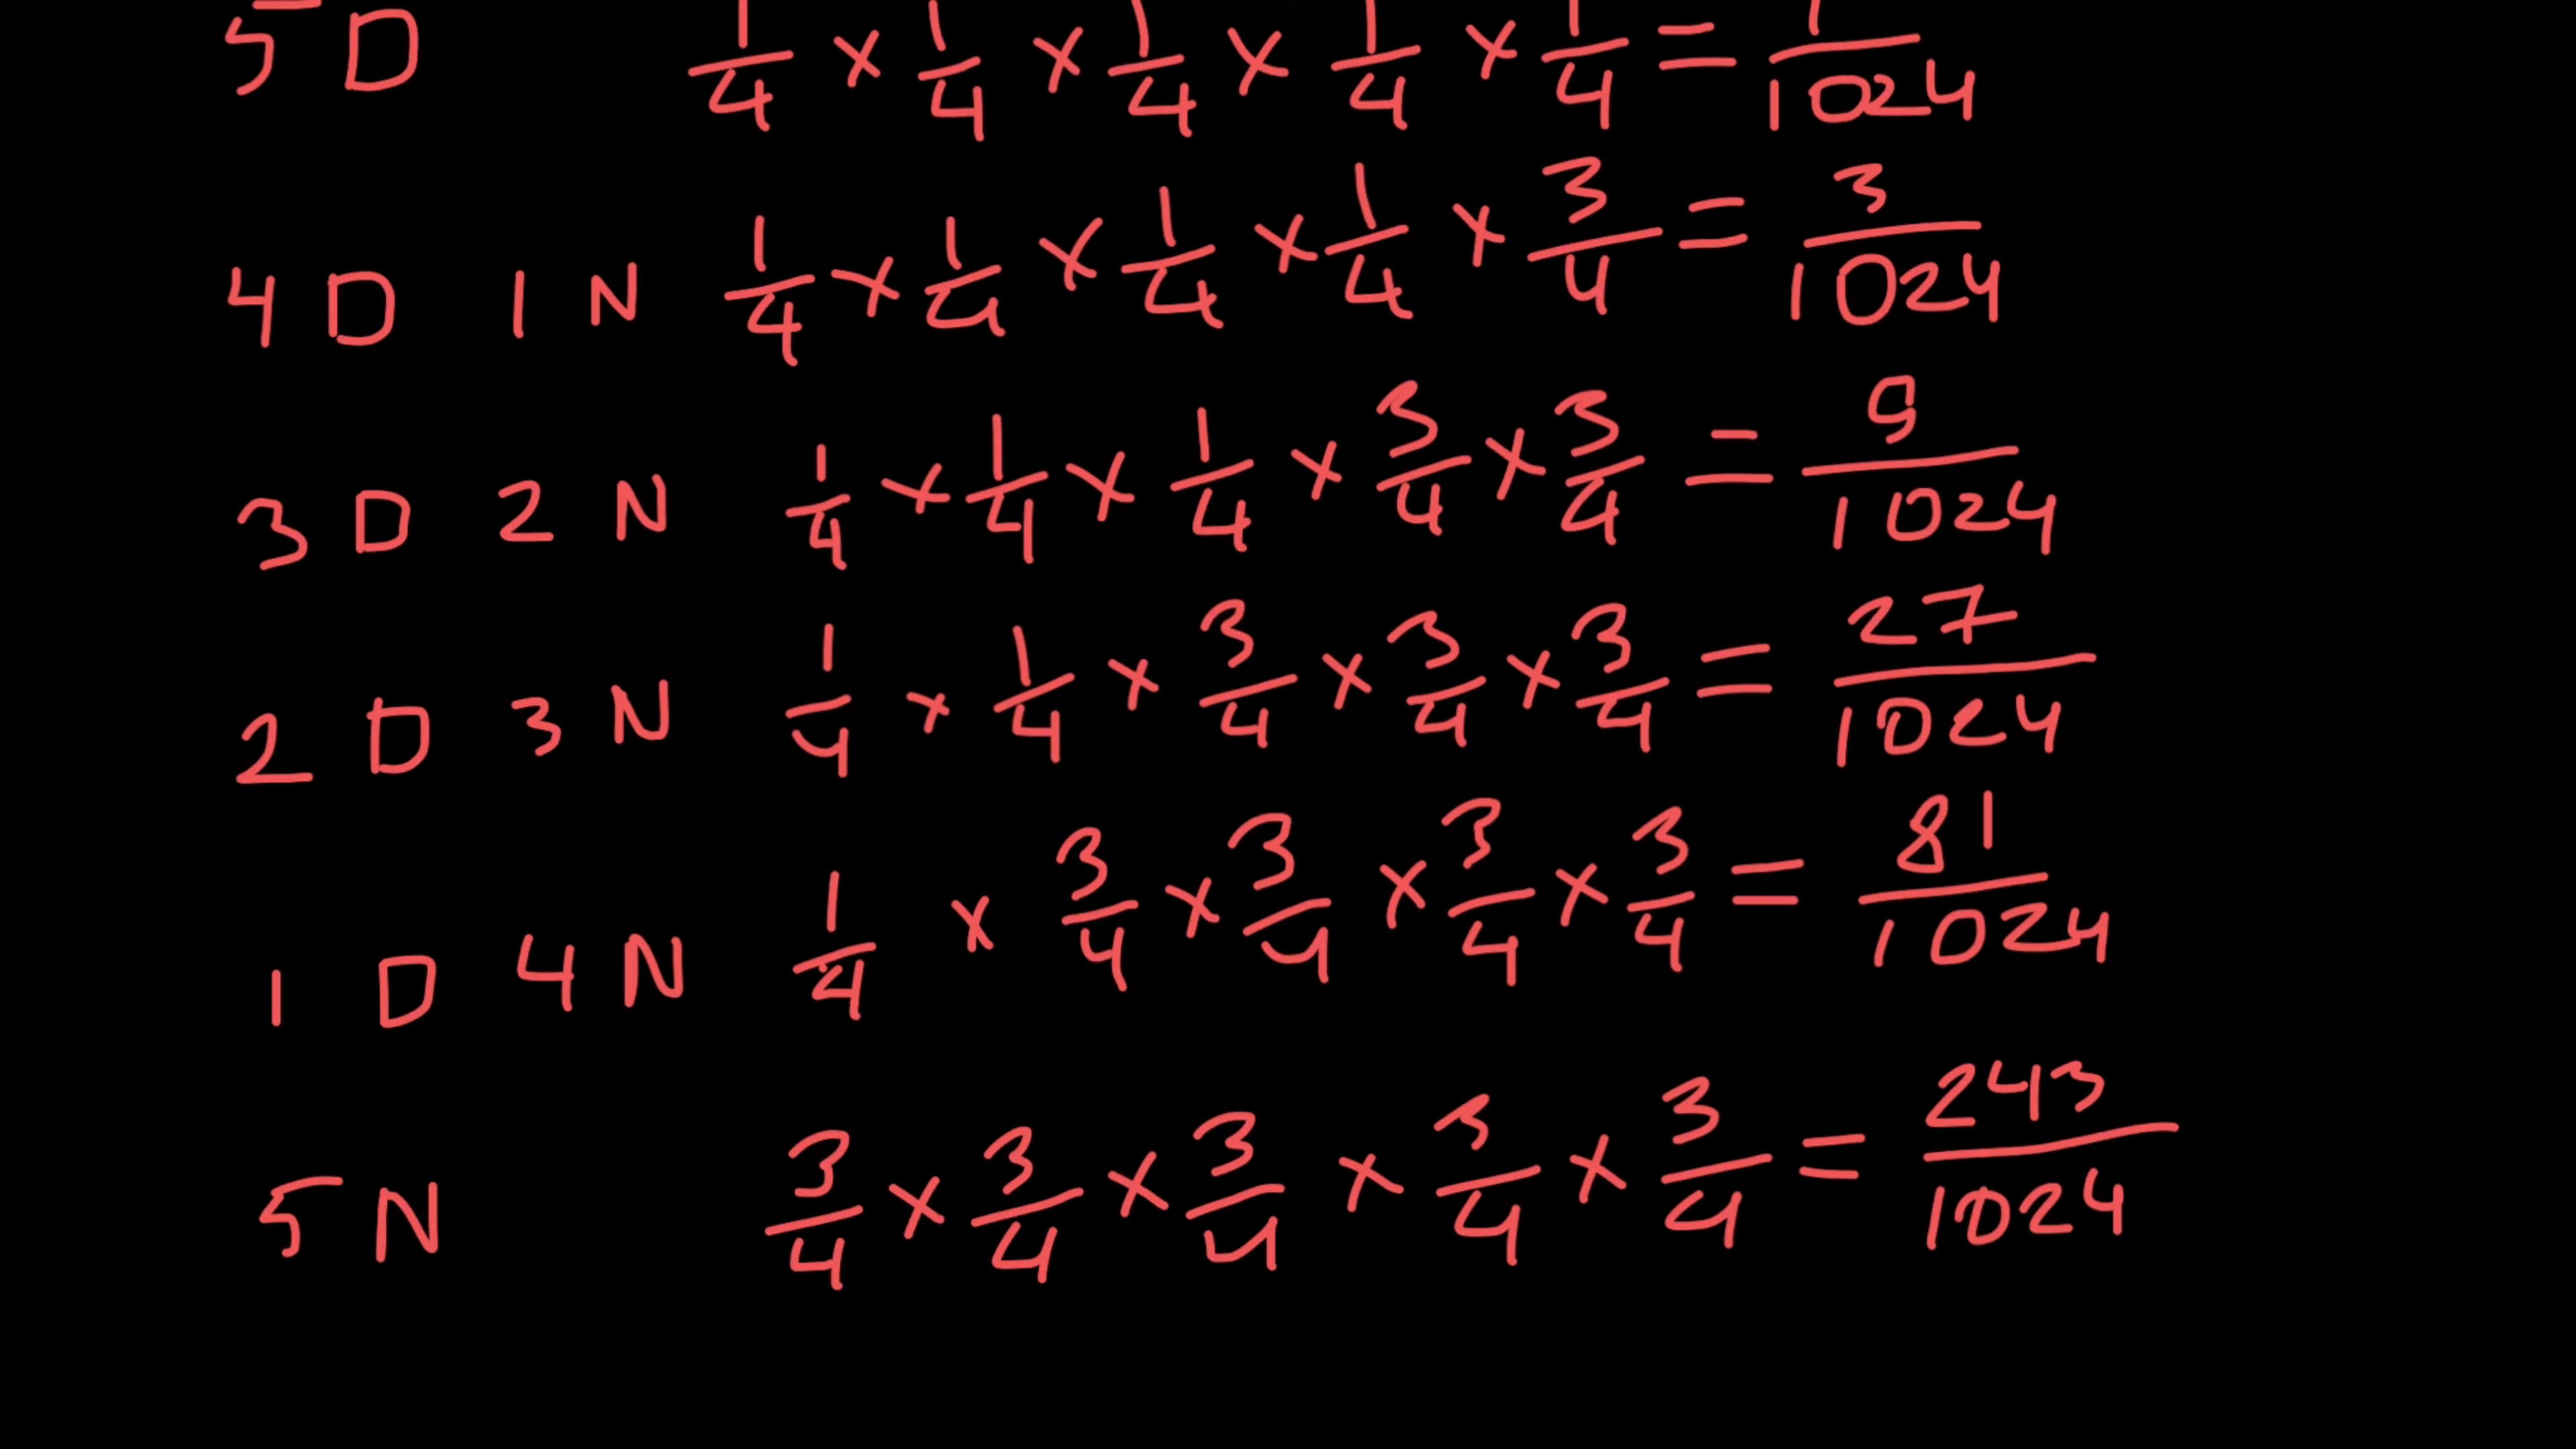 5 D 1/4 × 1/4 × 1/4 × 1/4 × 1/4 = 1/1024
4 D 1 N 1/4 × 1/4 × 1/4 × 1/4 × 3/4 = 3/1024
3 D 2 N 1/4 × 1/4 × 1/4 × 3/4 × 3/4 = 9/1024
2 D 3 N 1/4 × 1/4 × 3/4 × 3/4 × 3/4 = 27/1024
1 D 4 N 1/4 × 3/4 × 3/4 × 3/4 × 3/4 = 81/1024
5 N 3/4 × 3/4 × 3/4 × 3/4 × 3/4 = 243/1024